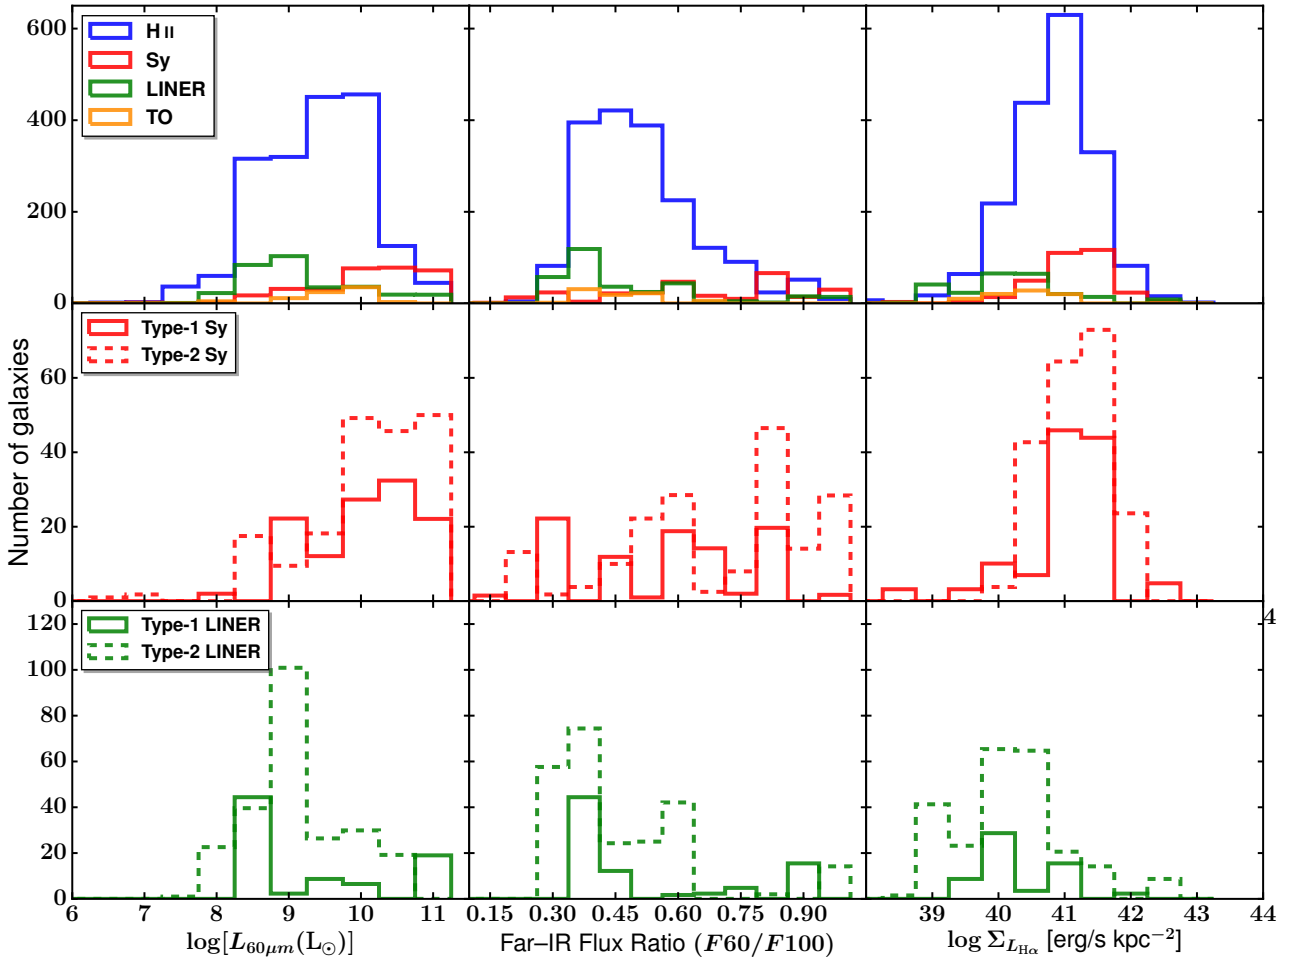 600
400
200
0
H II
Sy
LINER
TO
Number of galaxies
60
40
20
0
Type-1 Sy
Type-2 Sy
120
100
80
60
40
20
0
Type-1 LINER
Type-2 LINER
4
6 7 8 9 10 11
0.15 0.30 0.45 0.60 0.75 0.90
39 40 41 42 43 44
log[L60μm(L⊙)]
Far–IR Flux Ratio (F60/F100)
log ΣLHα [erg/s kpc−2]